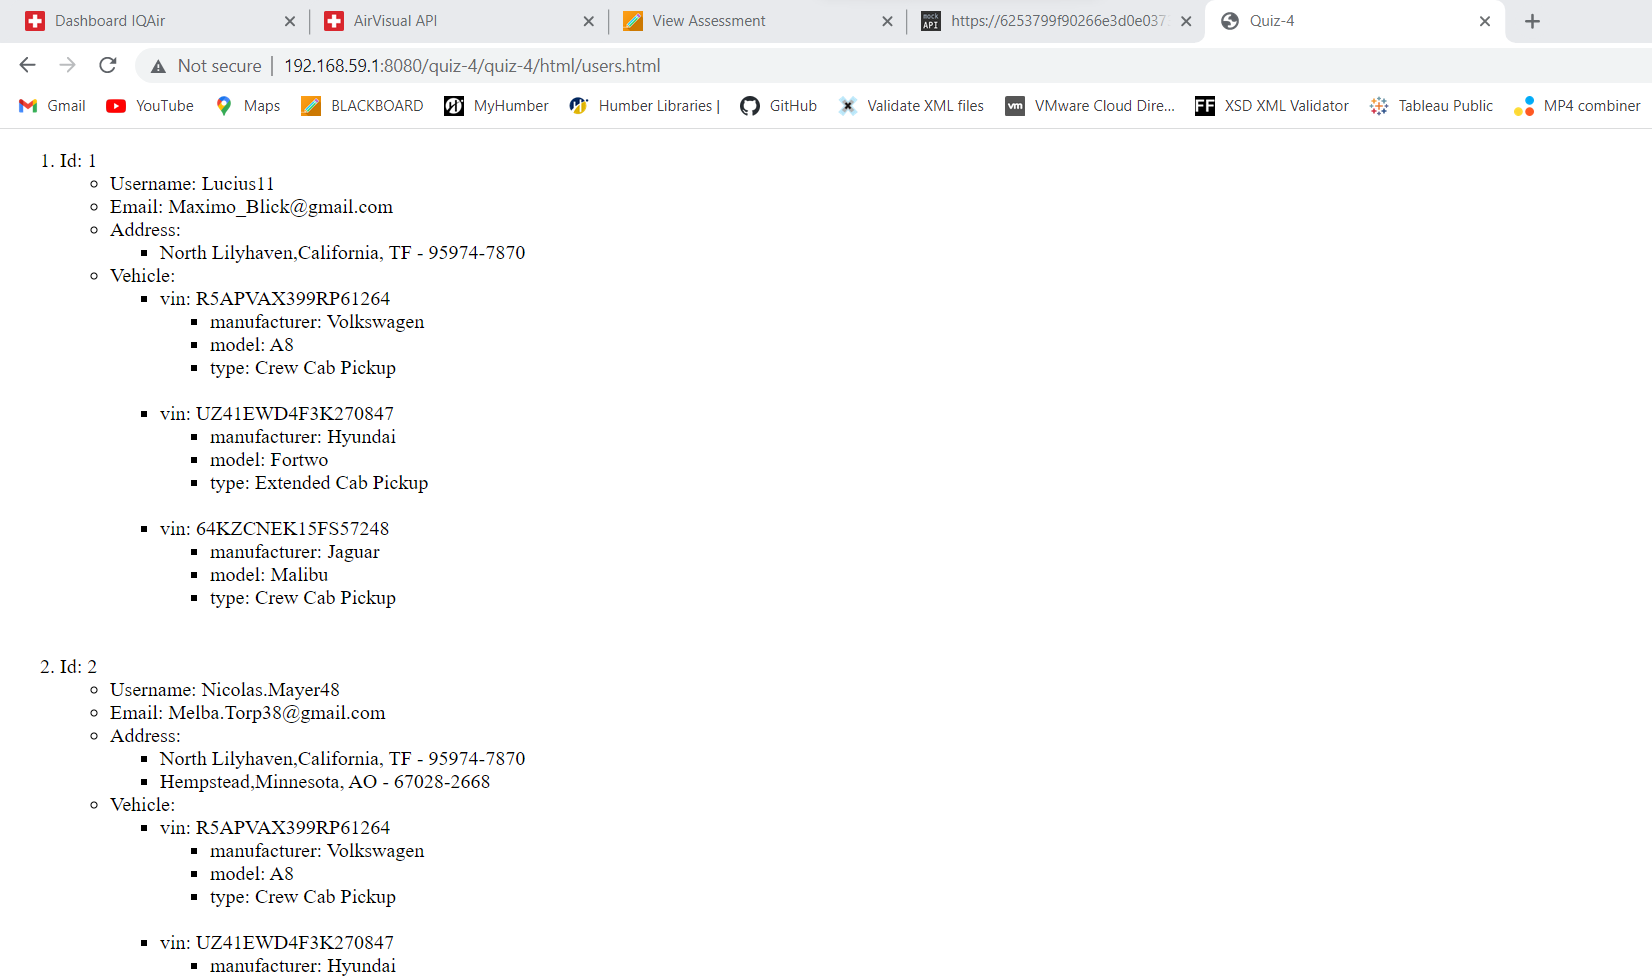 Dashboard IQAir
AirVisual API
View Assessment
mock API
https://6253799f90266e3d0e037
Quiz-4
Not secure | 192.168.59.1:8080/quiz-4/quiz-4/html/users.html
Gmail
YouTube
Maps
BLACKBOARD
MyHumber
Humber Libraries |
GitHub
Validate XML files
vm
VMware Cloud Dire...
FF
XSD XML Validator
Tableau Public
MP4 combiner
1. Id: 1
Username: Lucius11
Email: Maximo_Blick@gmail.com
Address:
North Lilyhaven,California, TF - 95974-7870
Vehicle:
vin: R5APVAX399RP61264
manufacturer: Volkswagen
model: A8
type: Crew Cab Pickup
vin: UZ41EWD4F3K270847
manufacturer: Hyundai
model: Fortwo
type: Extended Cab Pickup
vin: 64KZCNEK15FS57248
manufacturer: Jaguar
model: Malibu
type: Crew Cab Pickup
2. Id: 2
Username: Nicolas.Mayer48
Email: Melba.Torp38@gmail.com
Address:
North Lilyhaven,California, TF - 95974-7870
Hempstead,Minnesota, AO - 67028-2668
Vehicle:
vin: R5APVAX399RP61264
manufacturer: Volkswagen
model: A8
type: Crew Cab Pickup
vin: UZ41EWD4F3K270847
manufacturer: Hyundai